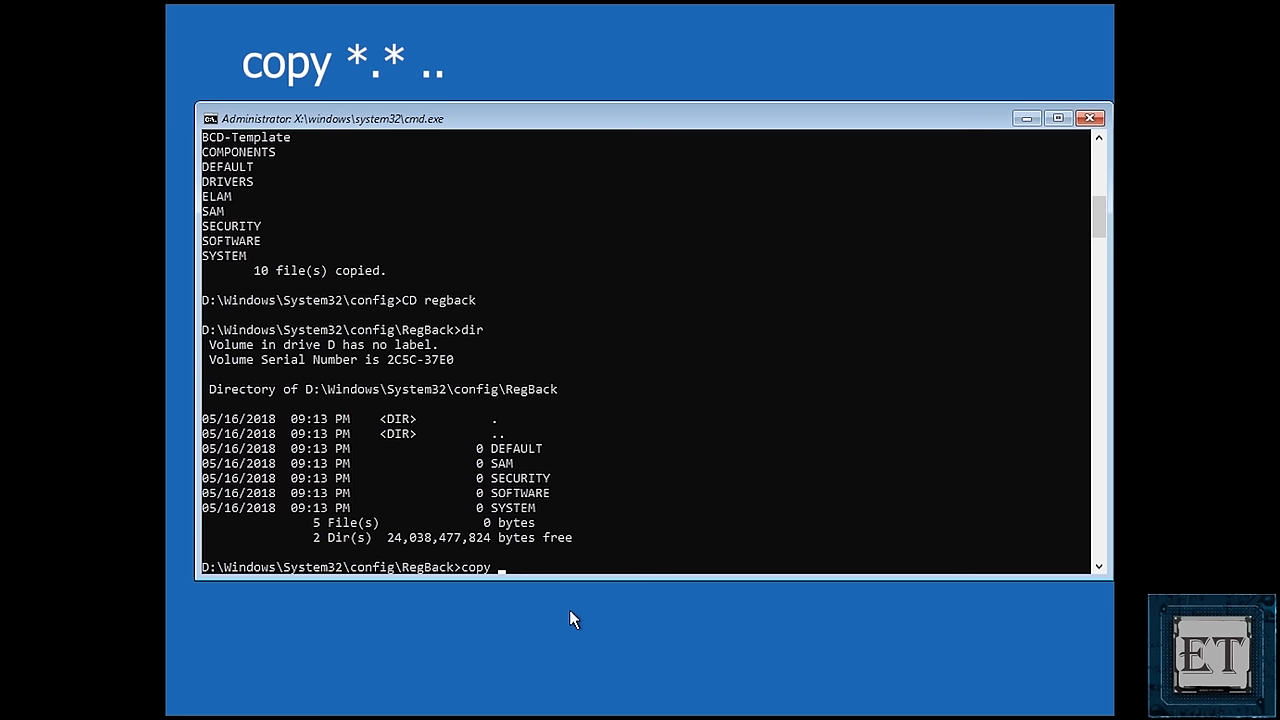 copy *.* ..
Administrator: X:\windows\system32\cmd.exe
BCD-Template
COMPONENTS
DEFAULT
DRIVERS
ELAM
SAM
SECURITY
SOFTWARE
SYSTEM
10 file(s) copied.
D:\Windows\System32\config>CD regback
D:\Windows\System32\config\RegBack>dir
Volume in drive D has no label.
Volume Serial Number is 2C5C-37E0
Directory of D:\Windows\System32\config\RegBack
05/16/2018  09:13 PM    <DIR>          .
05/16/2018  09:13 PM    <DIR>          ..
05/16/2018  09:13 PM                 0 DEFAULT
05/16/2018  09:13 PM                 0 SAM
05/16/2018  09:13 PM                 0 SECURITY
05/16/2018  09:13 PM                 0 SOFTWARE
05/16/2018  09:13 PM                 0 SYSTEM
5 File(s)              0 bytes
2 Dir(s)  24,038,477,824 bytes free
D:\Windows\System32\config\RegBack>copy
ET